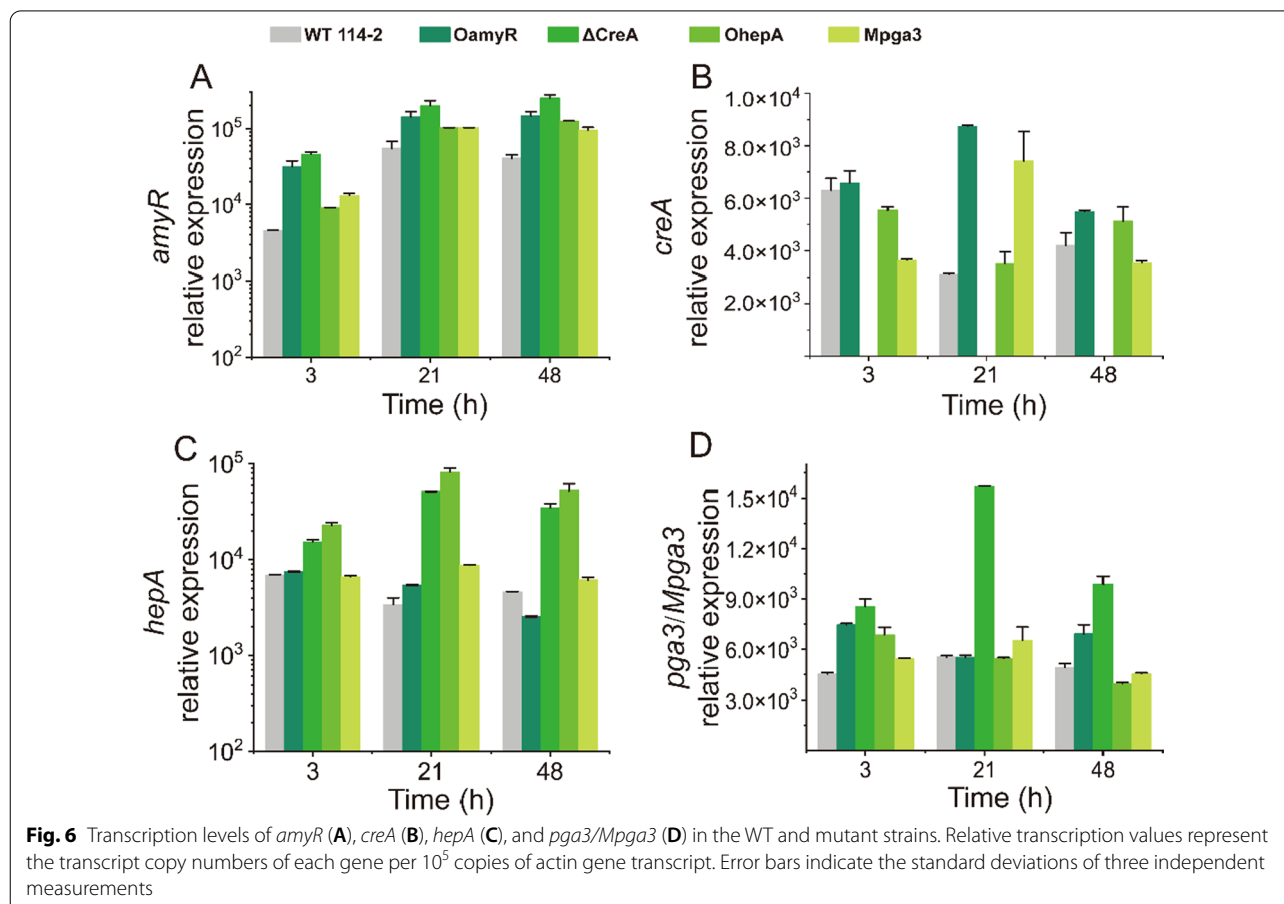 WT 114-2 OamyR ΔCreA OhepA Mpga3
A
amyR
relative expression
10⁵
10⁴
10³
10²
3 21 48
Time (h)
B
creA
relative expression
1.0×10⁴
8.0×10³
6.0×10³
4.0×10³
2.0×10³
3 21 48
Time (h)
C
hepA
relative expression
10⁵
10⁴
10³
10²
3 21 48
Time (h)
D
pga3/Mpga3
relative expression
1.5×10⁴
1.2×10⁴
9.0×10³
6.0×10³
3.0×10³
3 21 48
Time (h)
Fig. 6 Transcription levels of amyR (A), creA (B), hepA (C), and pga3/Mpga3 (D) in the WT and mutant strains. Relative transcription values represent
the transcript copy numbers of each gene per 10⁵ copies of actin gene transcript. Error bars indicate the standard deviations of three independent
measurements